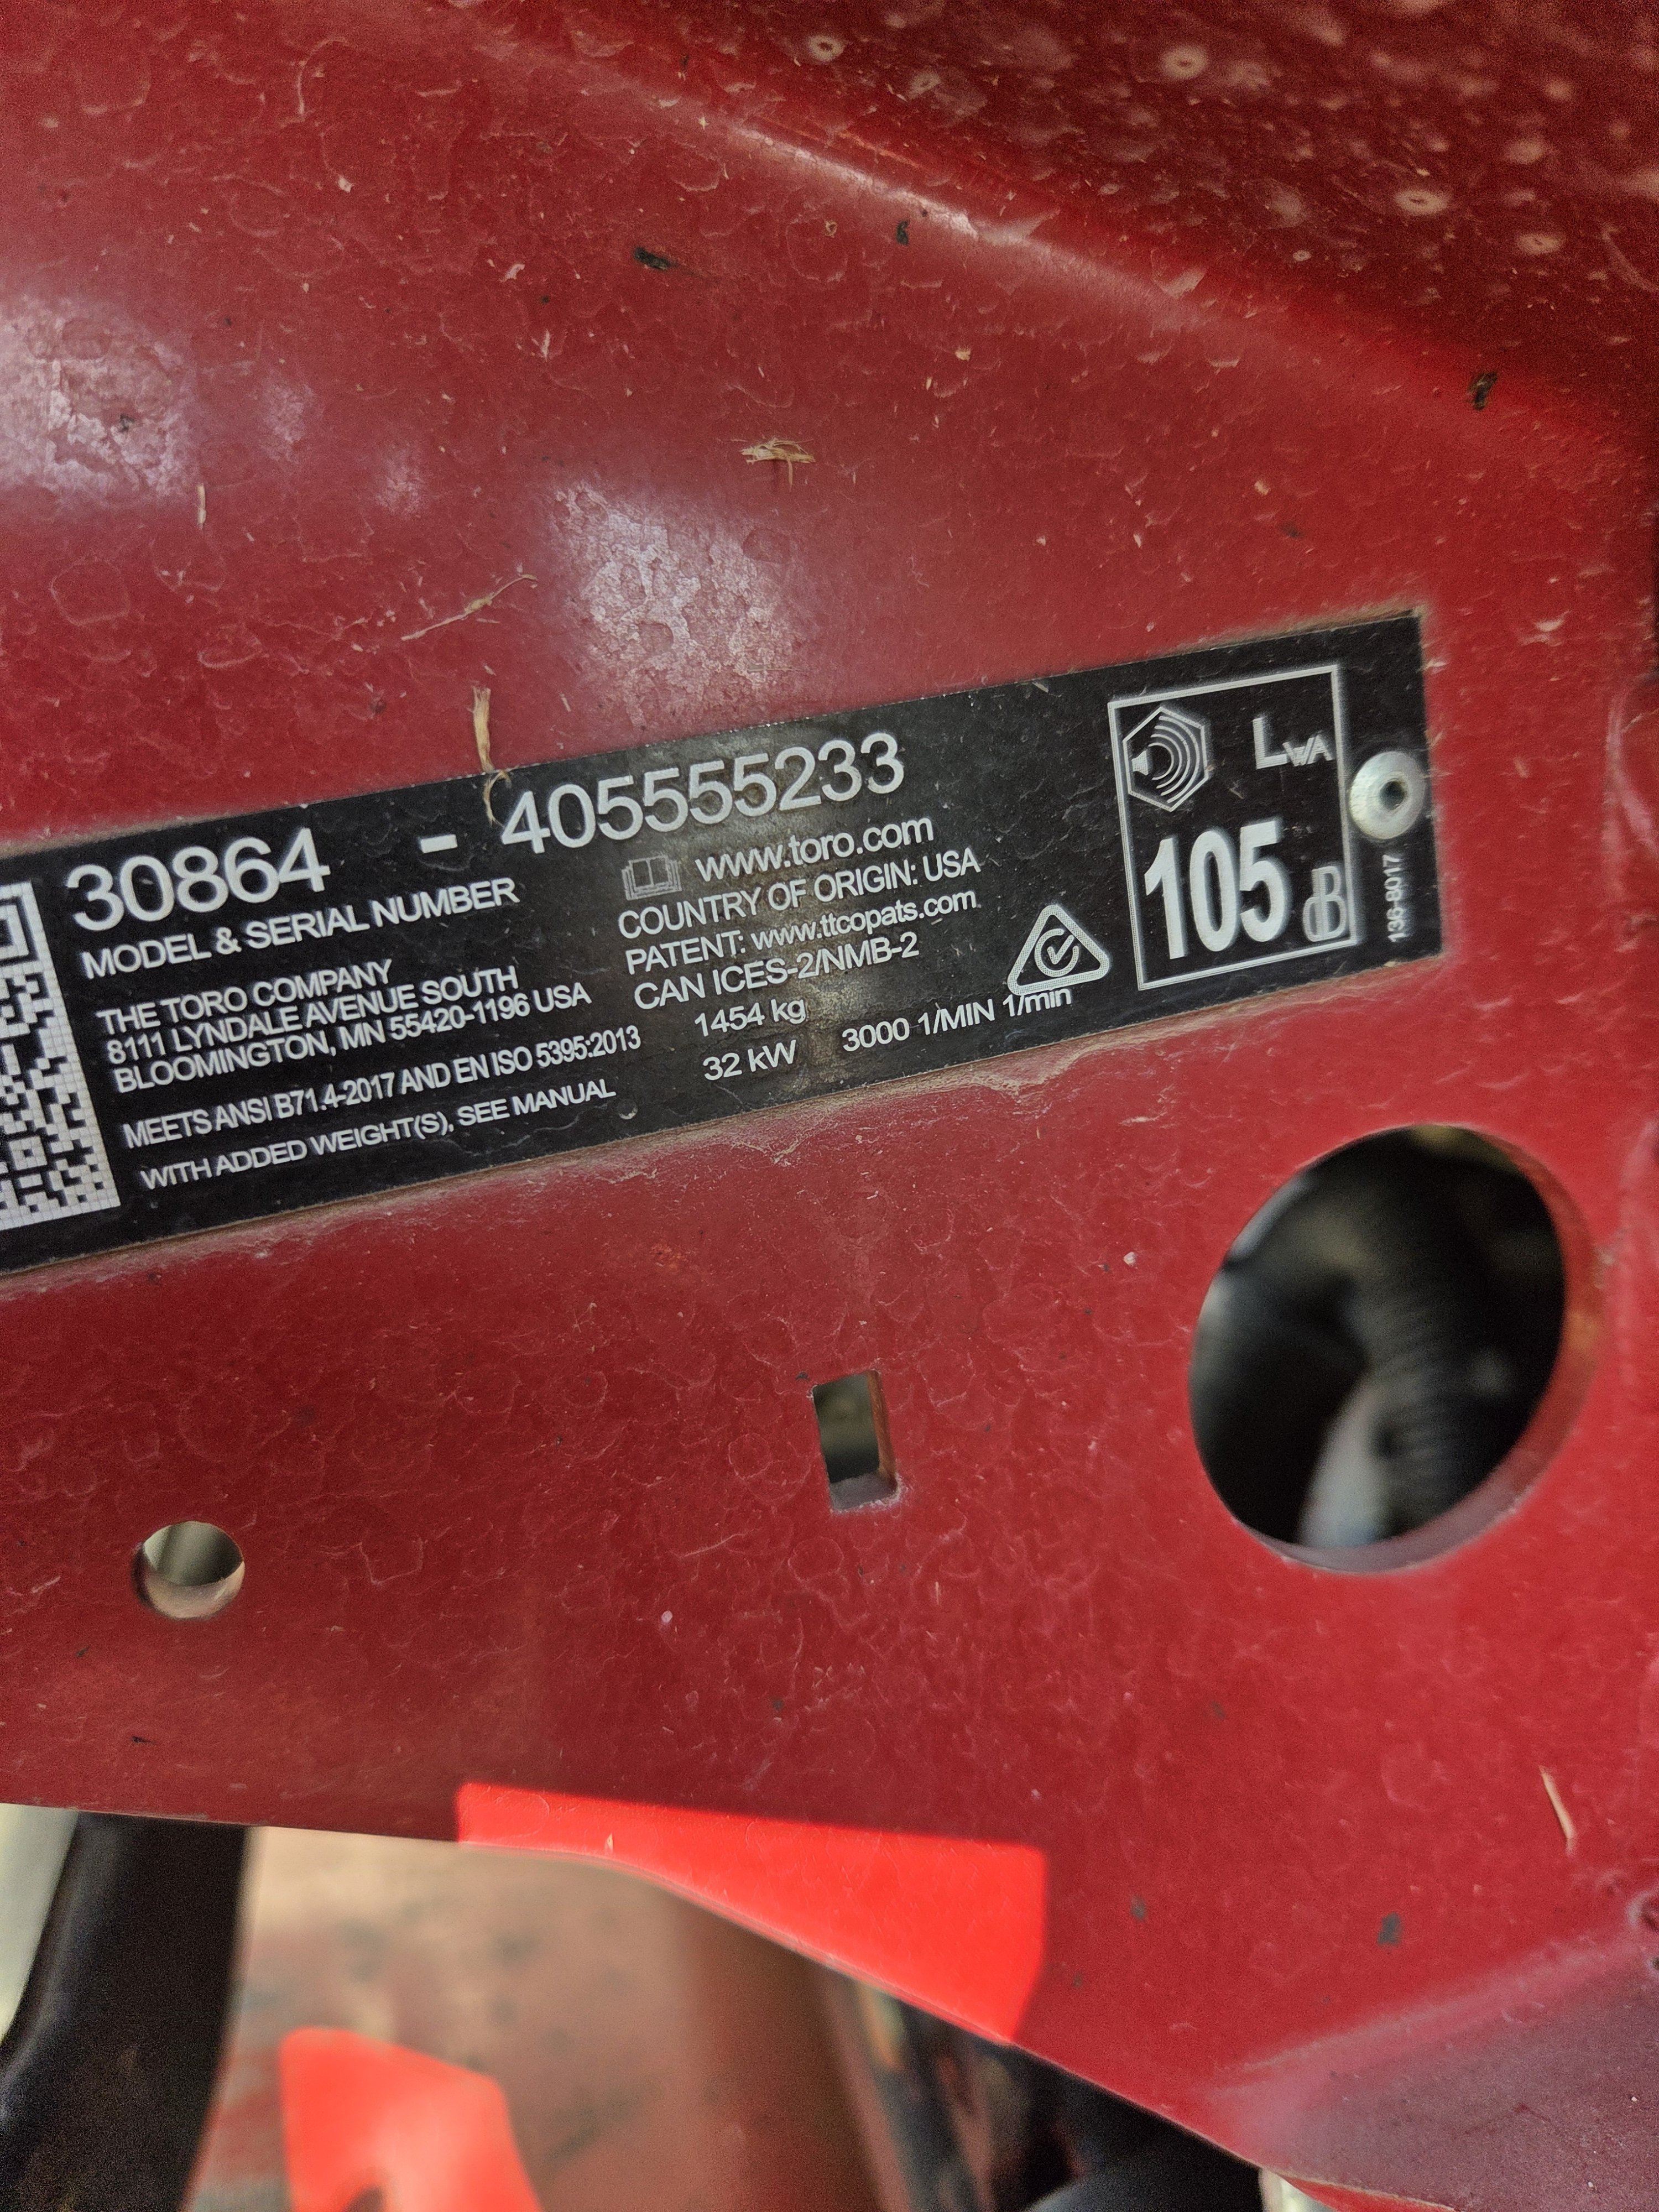 30864 - 405555233
MODEL & SERIAL NUMBER
THE TORO COMPANY
8111 LYNDALE AVENUE SOUTH
BLOOMINGTON, MN 55420-1196 USA
MEETS ANSI B71.4-2017 AND EN ISO 5395:2013
WITH ADDED WEIGHT(S), SEE MANUAL
www.toro.com
COUNTRY OF ORIGIN: USA
PATENT: www.ttcopats.com
CAN ICES-2/NMB-2
1454 kg
32 kW 3000 1/MIN 1/min
LWA
105 dB
136-8017